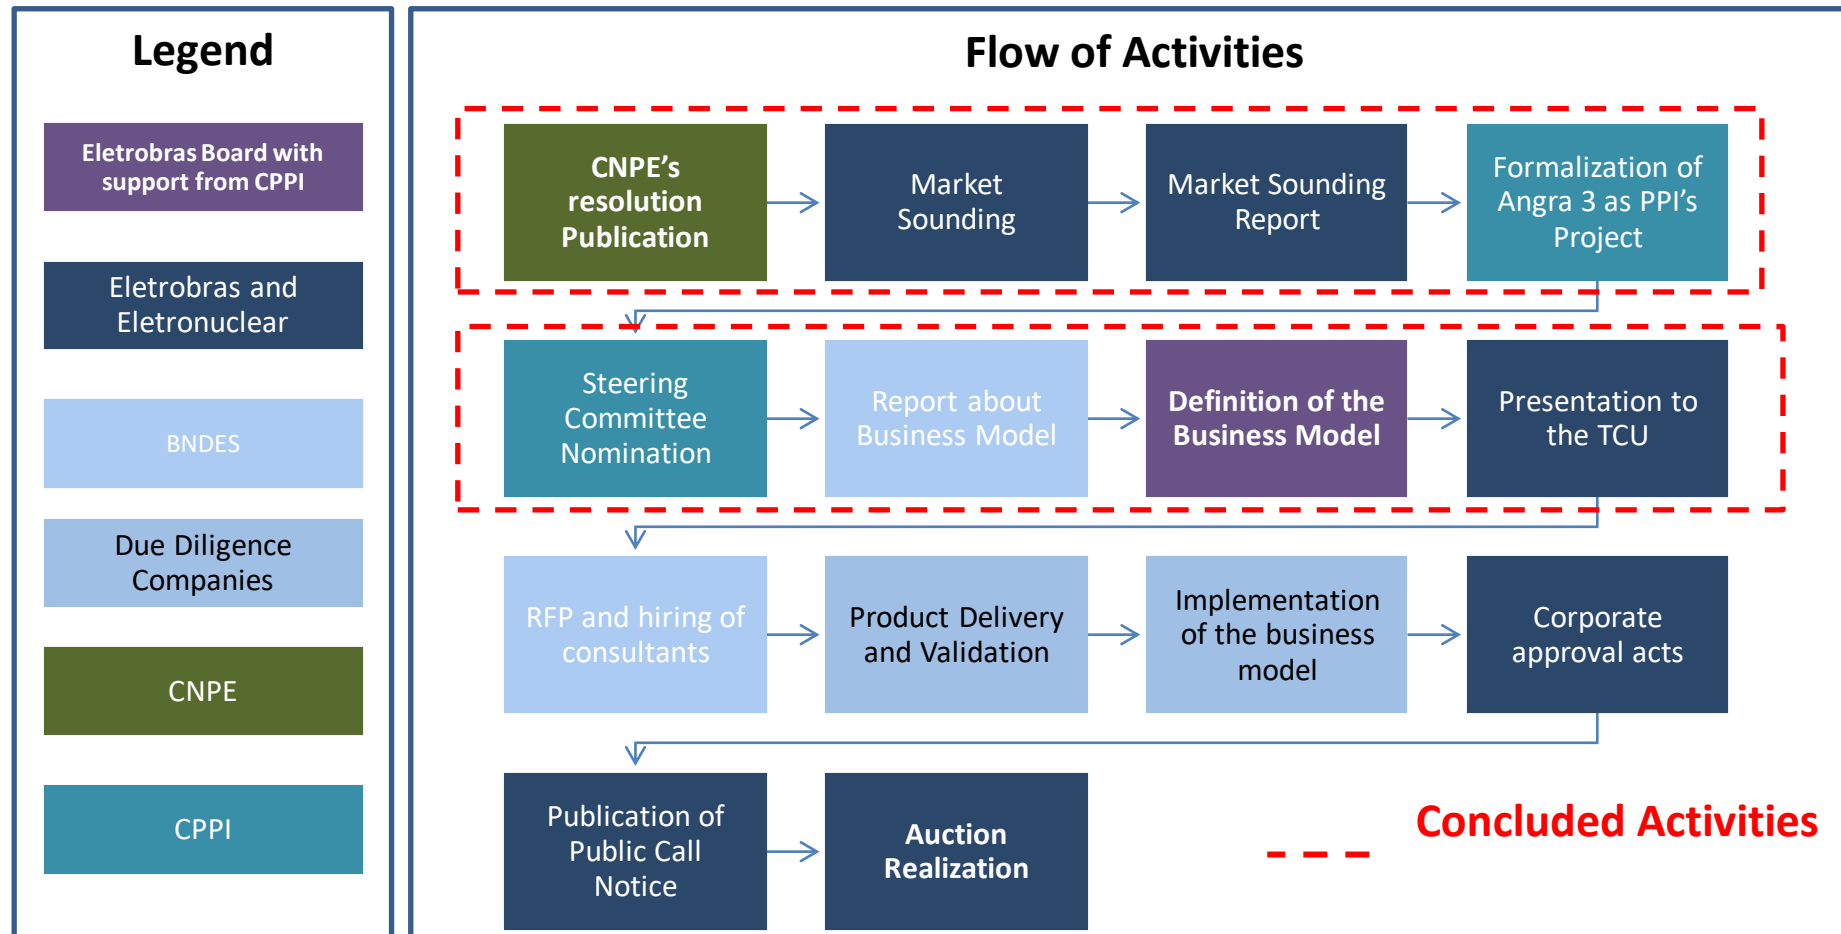 Legend
Eletrobras Board with
support from CPPI
Eletrobras and
Eletronuclear
BNDES
Due Diligence
Companies
CNPE
CPPI
Flow of Activities
CNPE’s
resolution
Publication
Market
Sounding
Market Sounding
Report
Formalization of
Angra 3 as PPI’s
Project
Steering
Committee
Nomination
Report about
Business Model
Definition of the
Business Model
Presentation to
the TCU
RFP and hiring of
consultants
Product Delivery
and Validation
Implementation
of the business
model
Corporate
approval acts
Publication of
Public Call
Notice
Auction
Realization
Concluded Activities